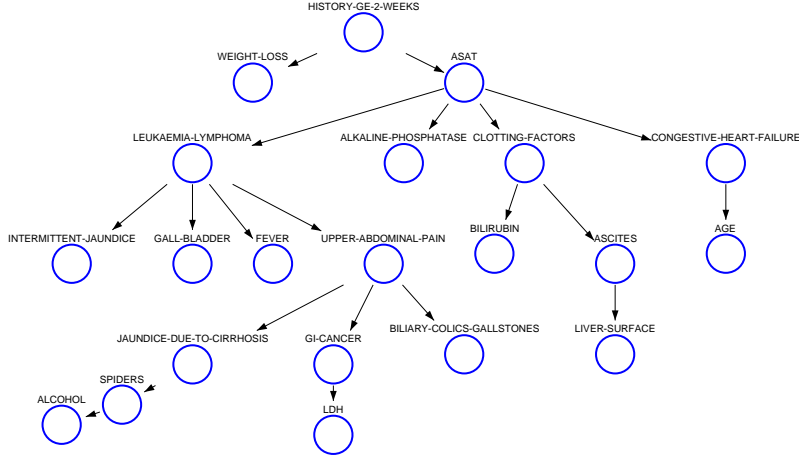 HISTORY-GE-2-WEEKS
WEIGHT-LOSS
ASAT
LEUKAEMIA-LYMPHOMA
ALKALINE-PHOSPHATASE
CLOTTING-FACTORS
CONGESTIVE-HEART-FAILURE
INTERMITTENT-JAUNDICE
GALL-BLADDER
FEVER
UPPER-ABDOMINAL-PAIN
BILIRUBIN
ASCITES
AGE
JAUNDICE-DUE-TO-CIRRHOSIS
GI-CANCER
BILIARY-COLICS-GALLSTONES
LIVER-SURFACE
SPIDERS
ALCOHOL
LDH